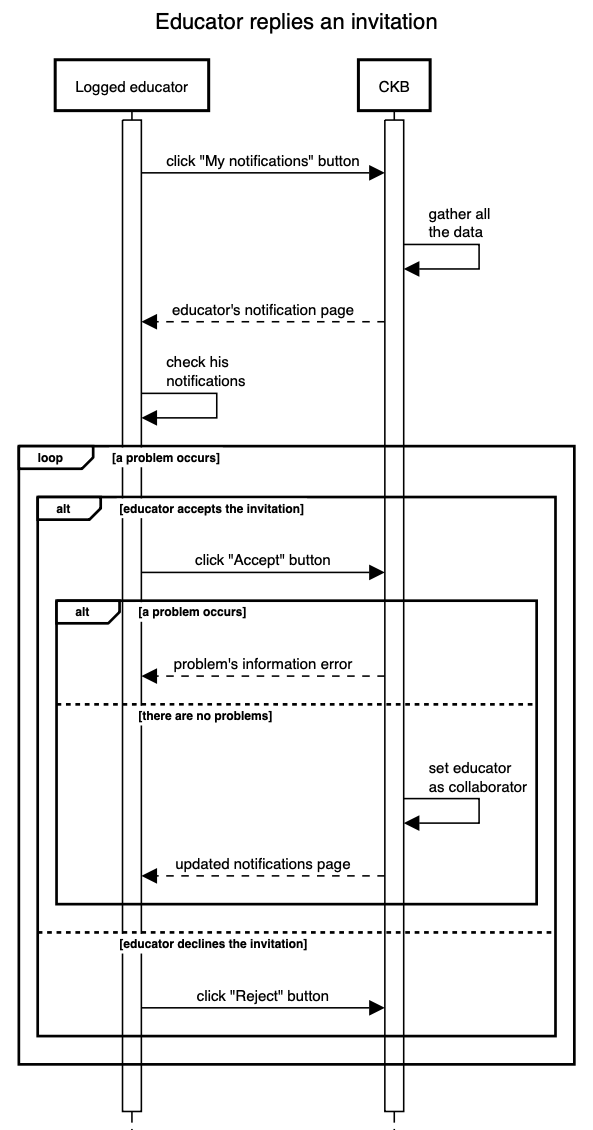 Educator replies an invitation
Logged educator
CKB
click "My notifications" button
gather all
the data
educator's notification page
check his
notifications
loop
[a problem occurs]
alt
[educator accepts the invitation]
click "Accept" button
alt
[a problem occurs]
problem's information error
[there are no problems]
set educator
as collaborator
updated notifications page
[educator declines the invitation]
click "Reject" button